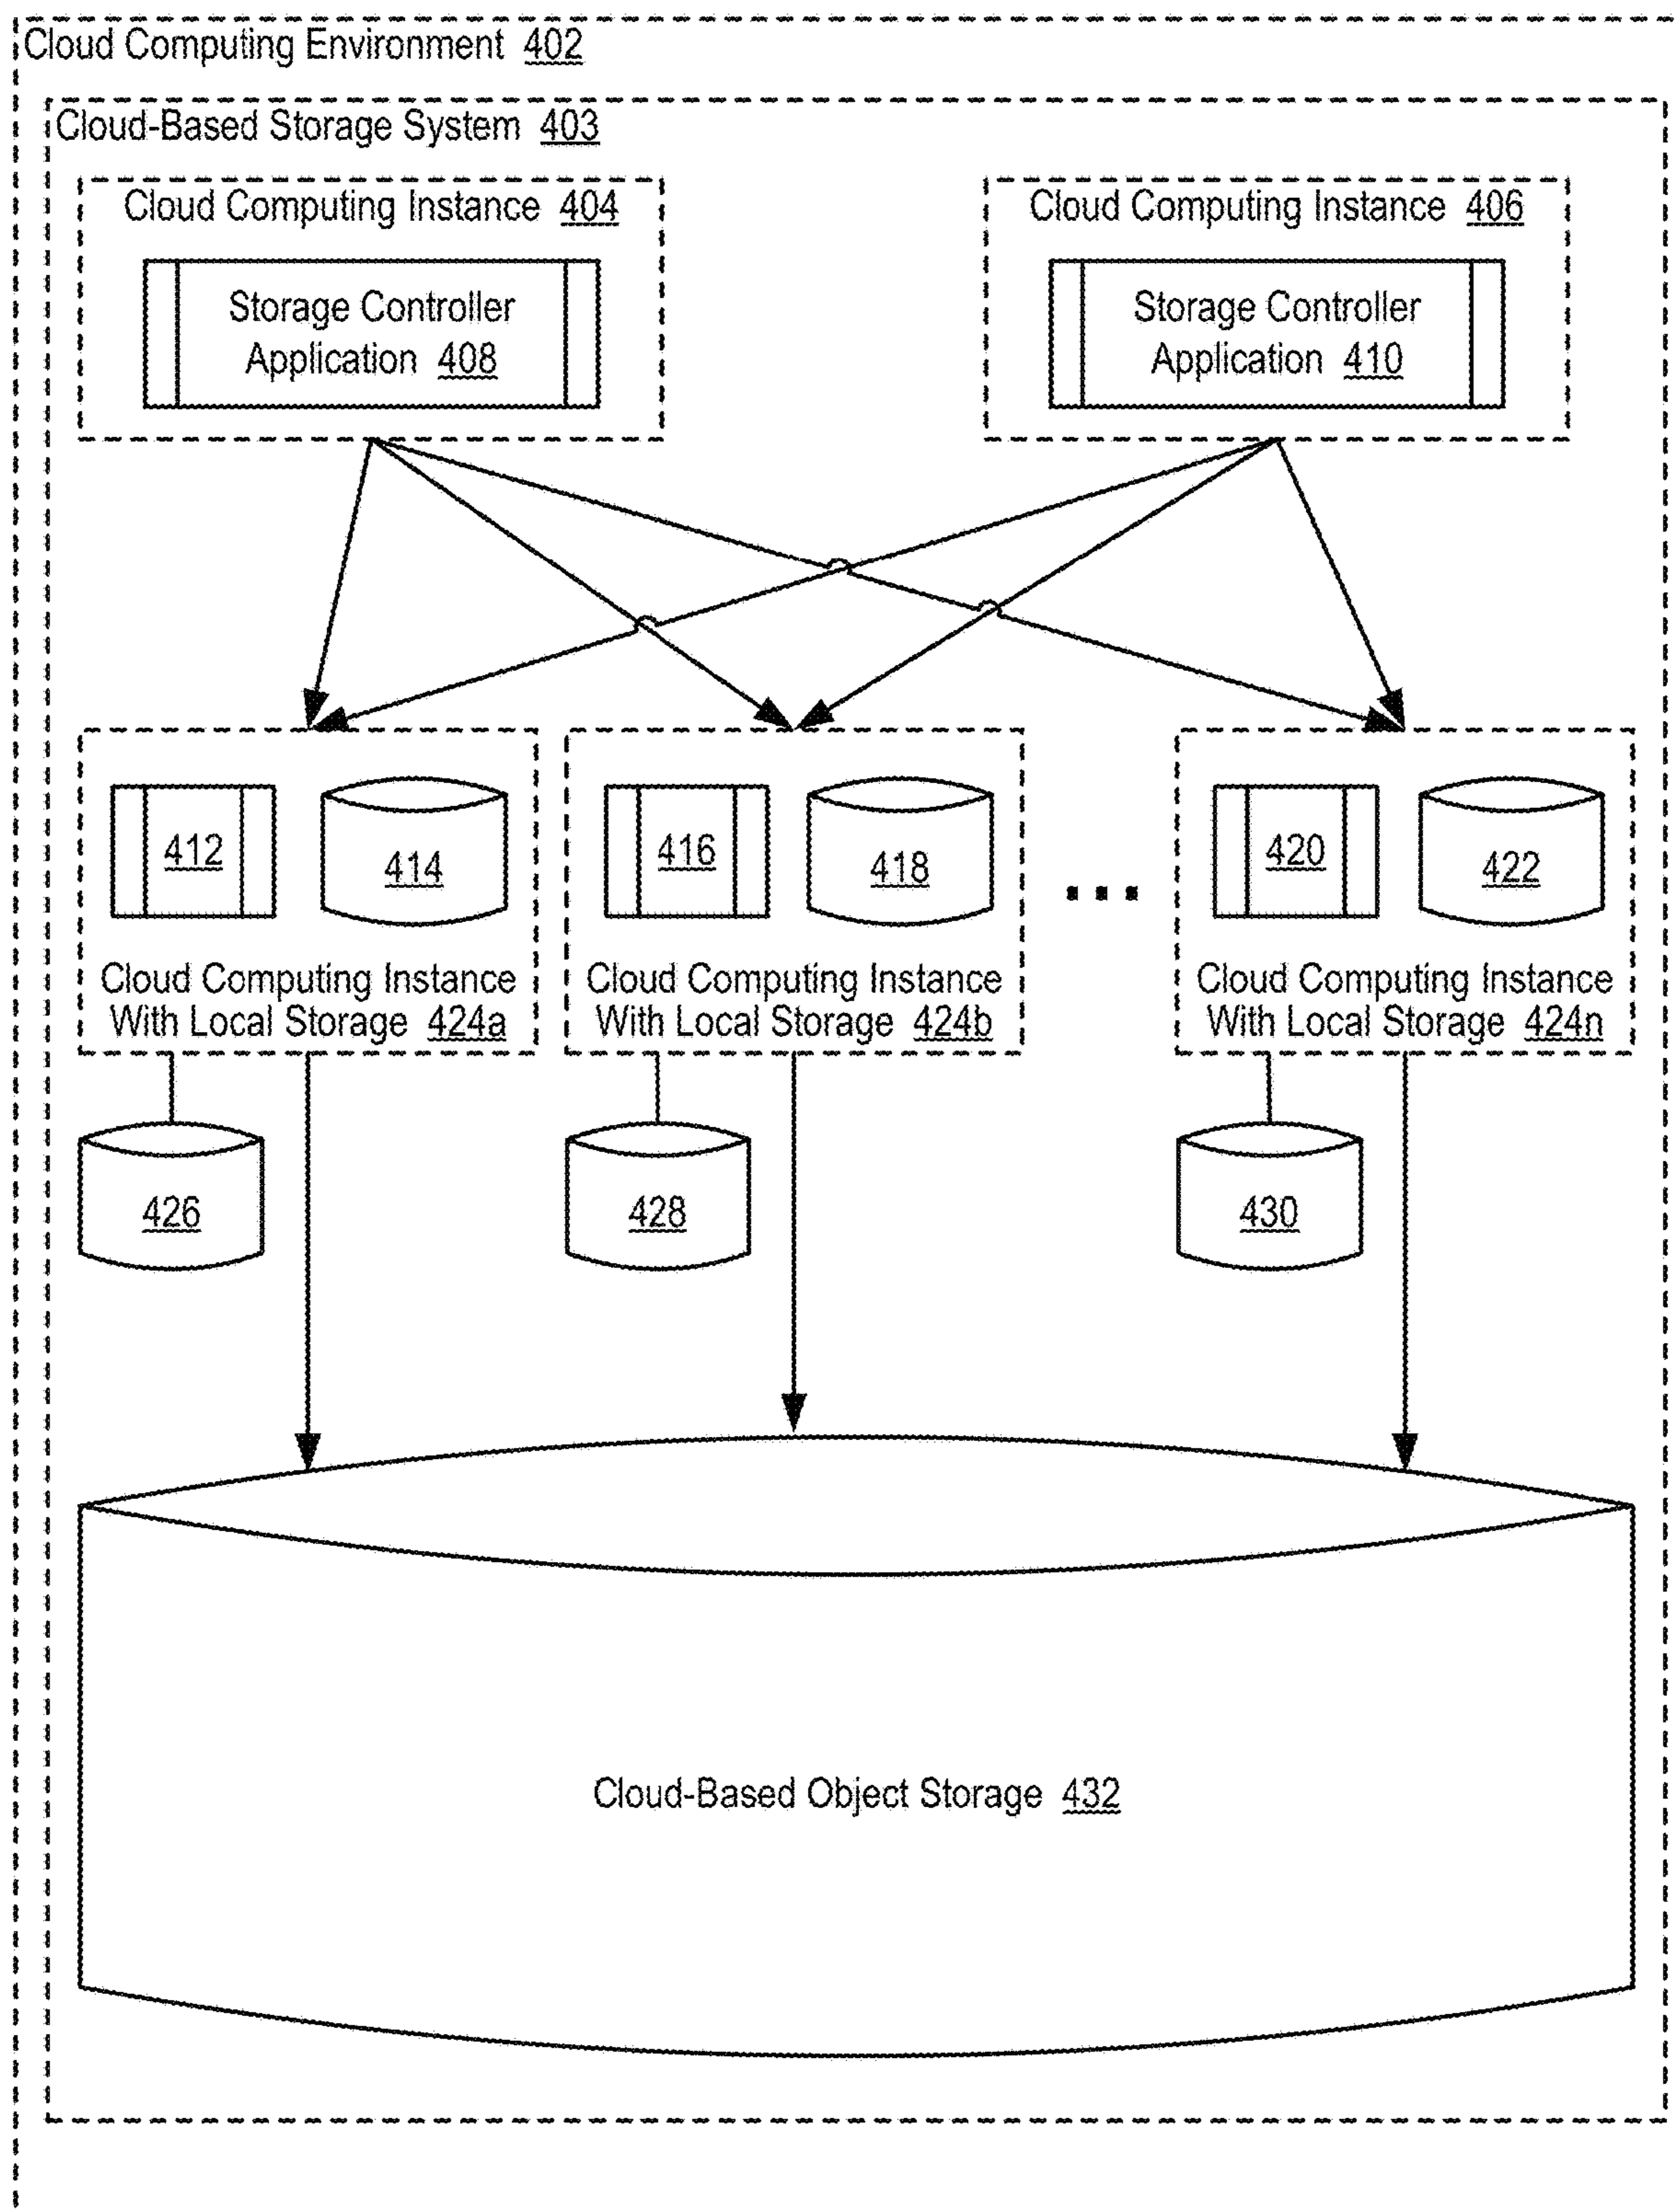 Cloud Computing Environment 402
Cloud-Based Storage System 403
Cloud Computing Instance 404
Storage Controller
Application 408
Cloud Computing Instance 406
Storage Controller
Application 410
412
414
Cloud Computing Instance
With Local Storage 424a
416
418
Cloud Computing Instance
With Local Storage 424b
...
420
422
Cloud Computing Instance
With Local Storage 424n
426
428
430
Cloud-Based Object Storage 432